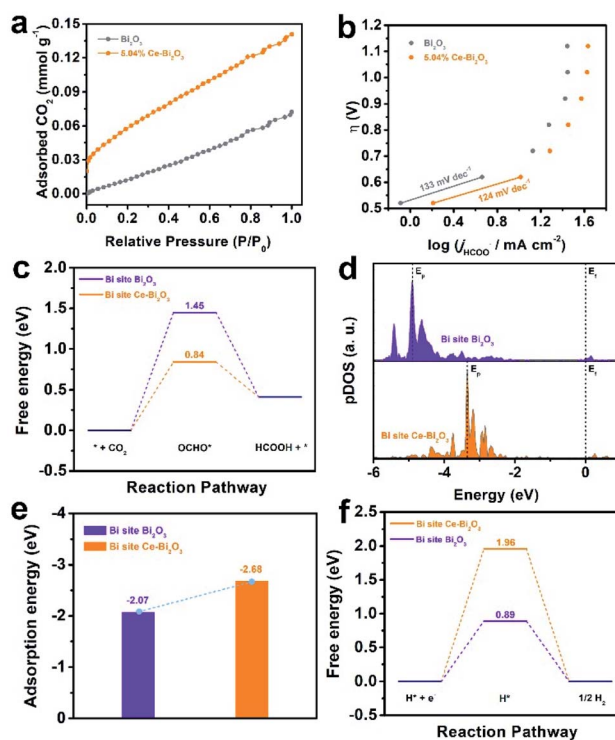 a
Adsorbed CO₂ (mmol g⁻¹)
0.15
0.12
0.09
0.06
0.03
0.00
Bi₂O₃
5.04% Ce-Bi₂O₃
0.0 0.2 0.4 0.6 0.8 1.0
Relative Pressure (P/P₀)
b
η (V)
1.2
1.1
1.0
0.9
0.8
0.7
0.6
0.5
Bi₂O₃
5.04% Ce-Bi₂O₃
133 mV dec⁻¹
124 mV dec⁻¹
0.0 0.5 1.0 1.5 2.0
log (jHCOO⁻ / mA cm⁻²)
c
Free energy (eV)
2.0
1.5
1.0
0.5
0.0
-0.5
Bi site Bi₂O₃
Bi site Ce-Bi₂O₃
1.45
0.84
* + CO₂ OCHO* HCOOH + *
Reaction Pathway
d
pDOS (a. u.)
Eₚ
E_f
Bi site Bi₂O₃
Eₚ
E_f
Bi site Ce-Bi₂O₃
-6 -4 -2 0
Energy (eV)
e
Adsorption energy (eV)
-4
-3
-2
-1
0
Bi site Bi₂O₃
Bi site Ce-Bi₂O₃
-2.07
-2.68
f
Free energy (eV)
2.5
2.0
1.5
1.0
0.5
0.0
-0.5
Bi site Ce-Bi₂O₃
Bi site Bi₂O₃
1.96
0.89
H⁺ + e⁻ H* 1/2 H₂
Reaction Pathway